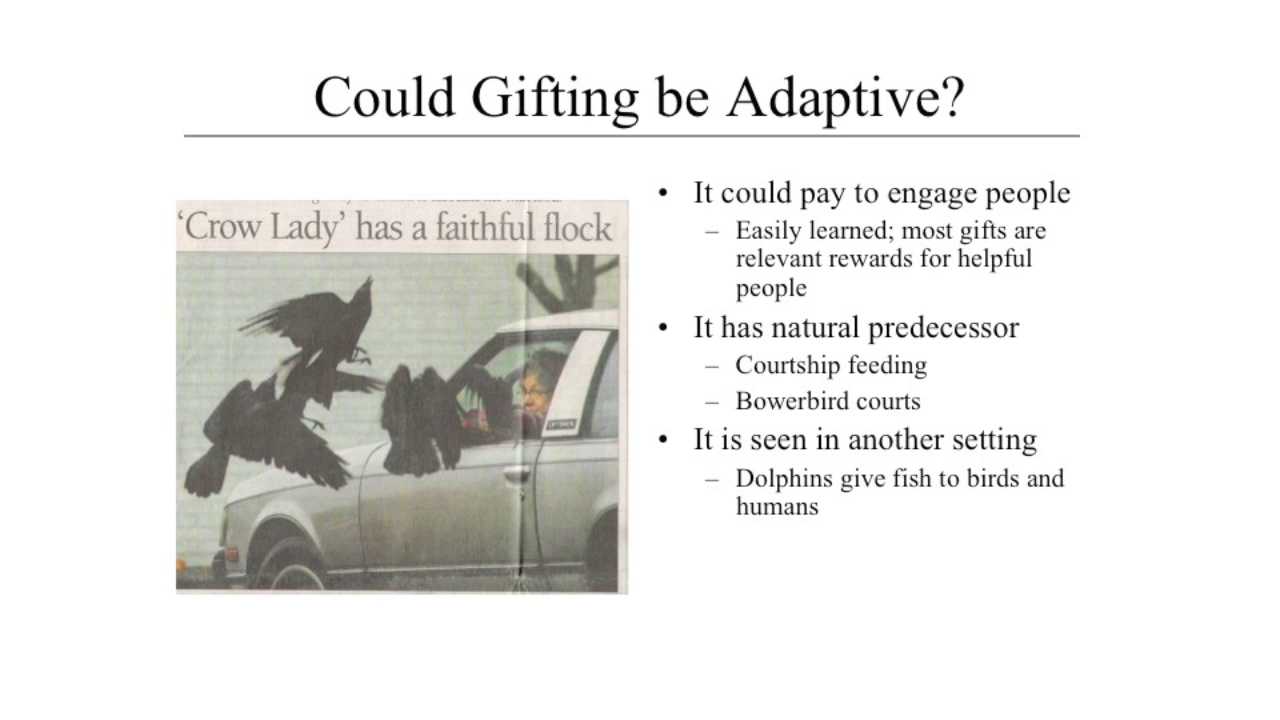 Could Gifting be Adaptive?
'Crow Lady' has a faithful flock
• It could pay to engage people
– Easily learned; most gifts are
relevant rewards for helpful
people
• It has natural predecessor
– Courtship feeding
– Bowerbird courts
• It is seen in another setting
– Dolphins give fish to birds and
humans